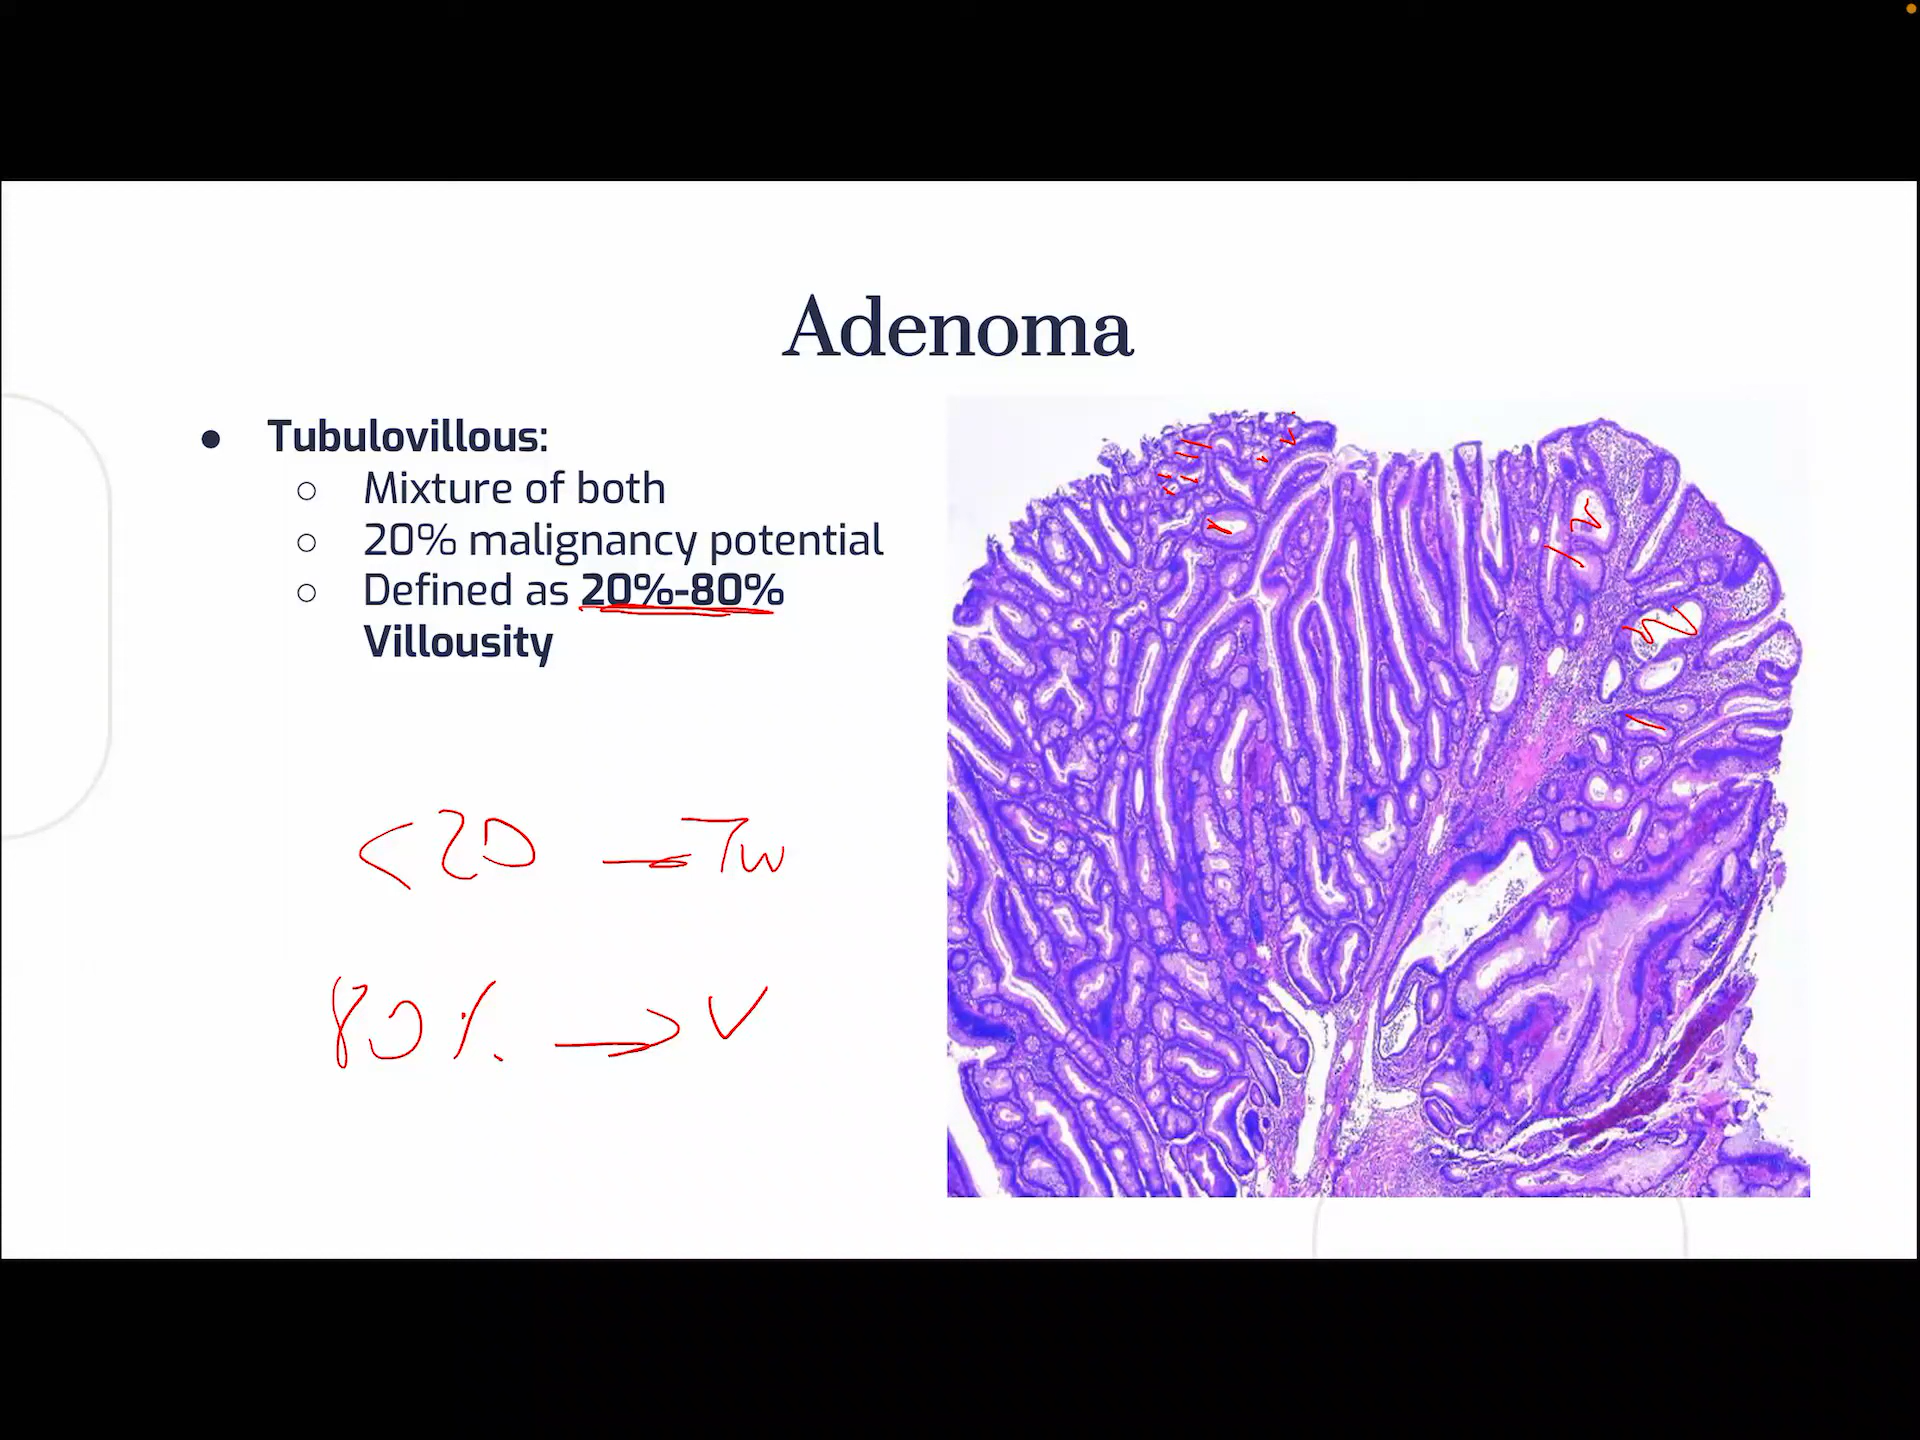 Adenoma
● Tubulovillous:
○ Mixture of both
○ 20% malignancy potential
○ Defined as 20%-80%
Villousity
<20 → Tw
80% → V